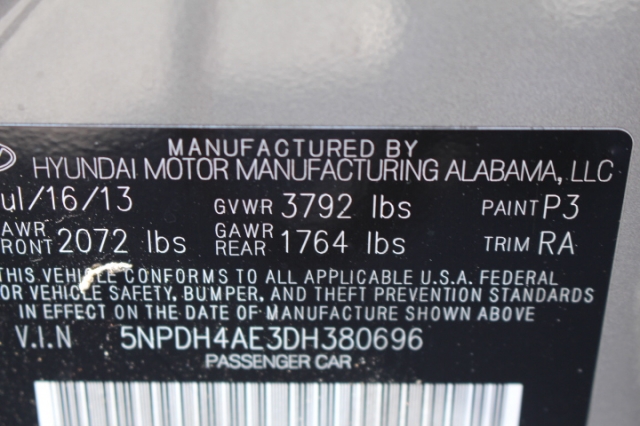 MANUFACTURED BY
HYUNDAI MOTOR MANUFACTURING ALABAMA, LLC
ul/16/13 GVWR 3792 lbs PAINT P3
GAWR FRONT 2072 lbs GAWR REAR 1764 lbs TRIM RA
THIS VEHICLE CONFORMS TO ALL APPLICABLE U.S.A. FEDERAL
OR VEHICLE SAFETY, BUMPER, AND THEFT PREVENTION STANDARDS
IN EFFECT ON THE DATE OF MANUFACTURE SHOWN ABOVE
V.I.N 5NPDH4AE3DH380696
PASSENGER CAR